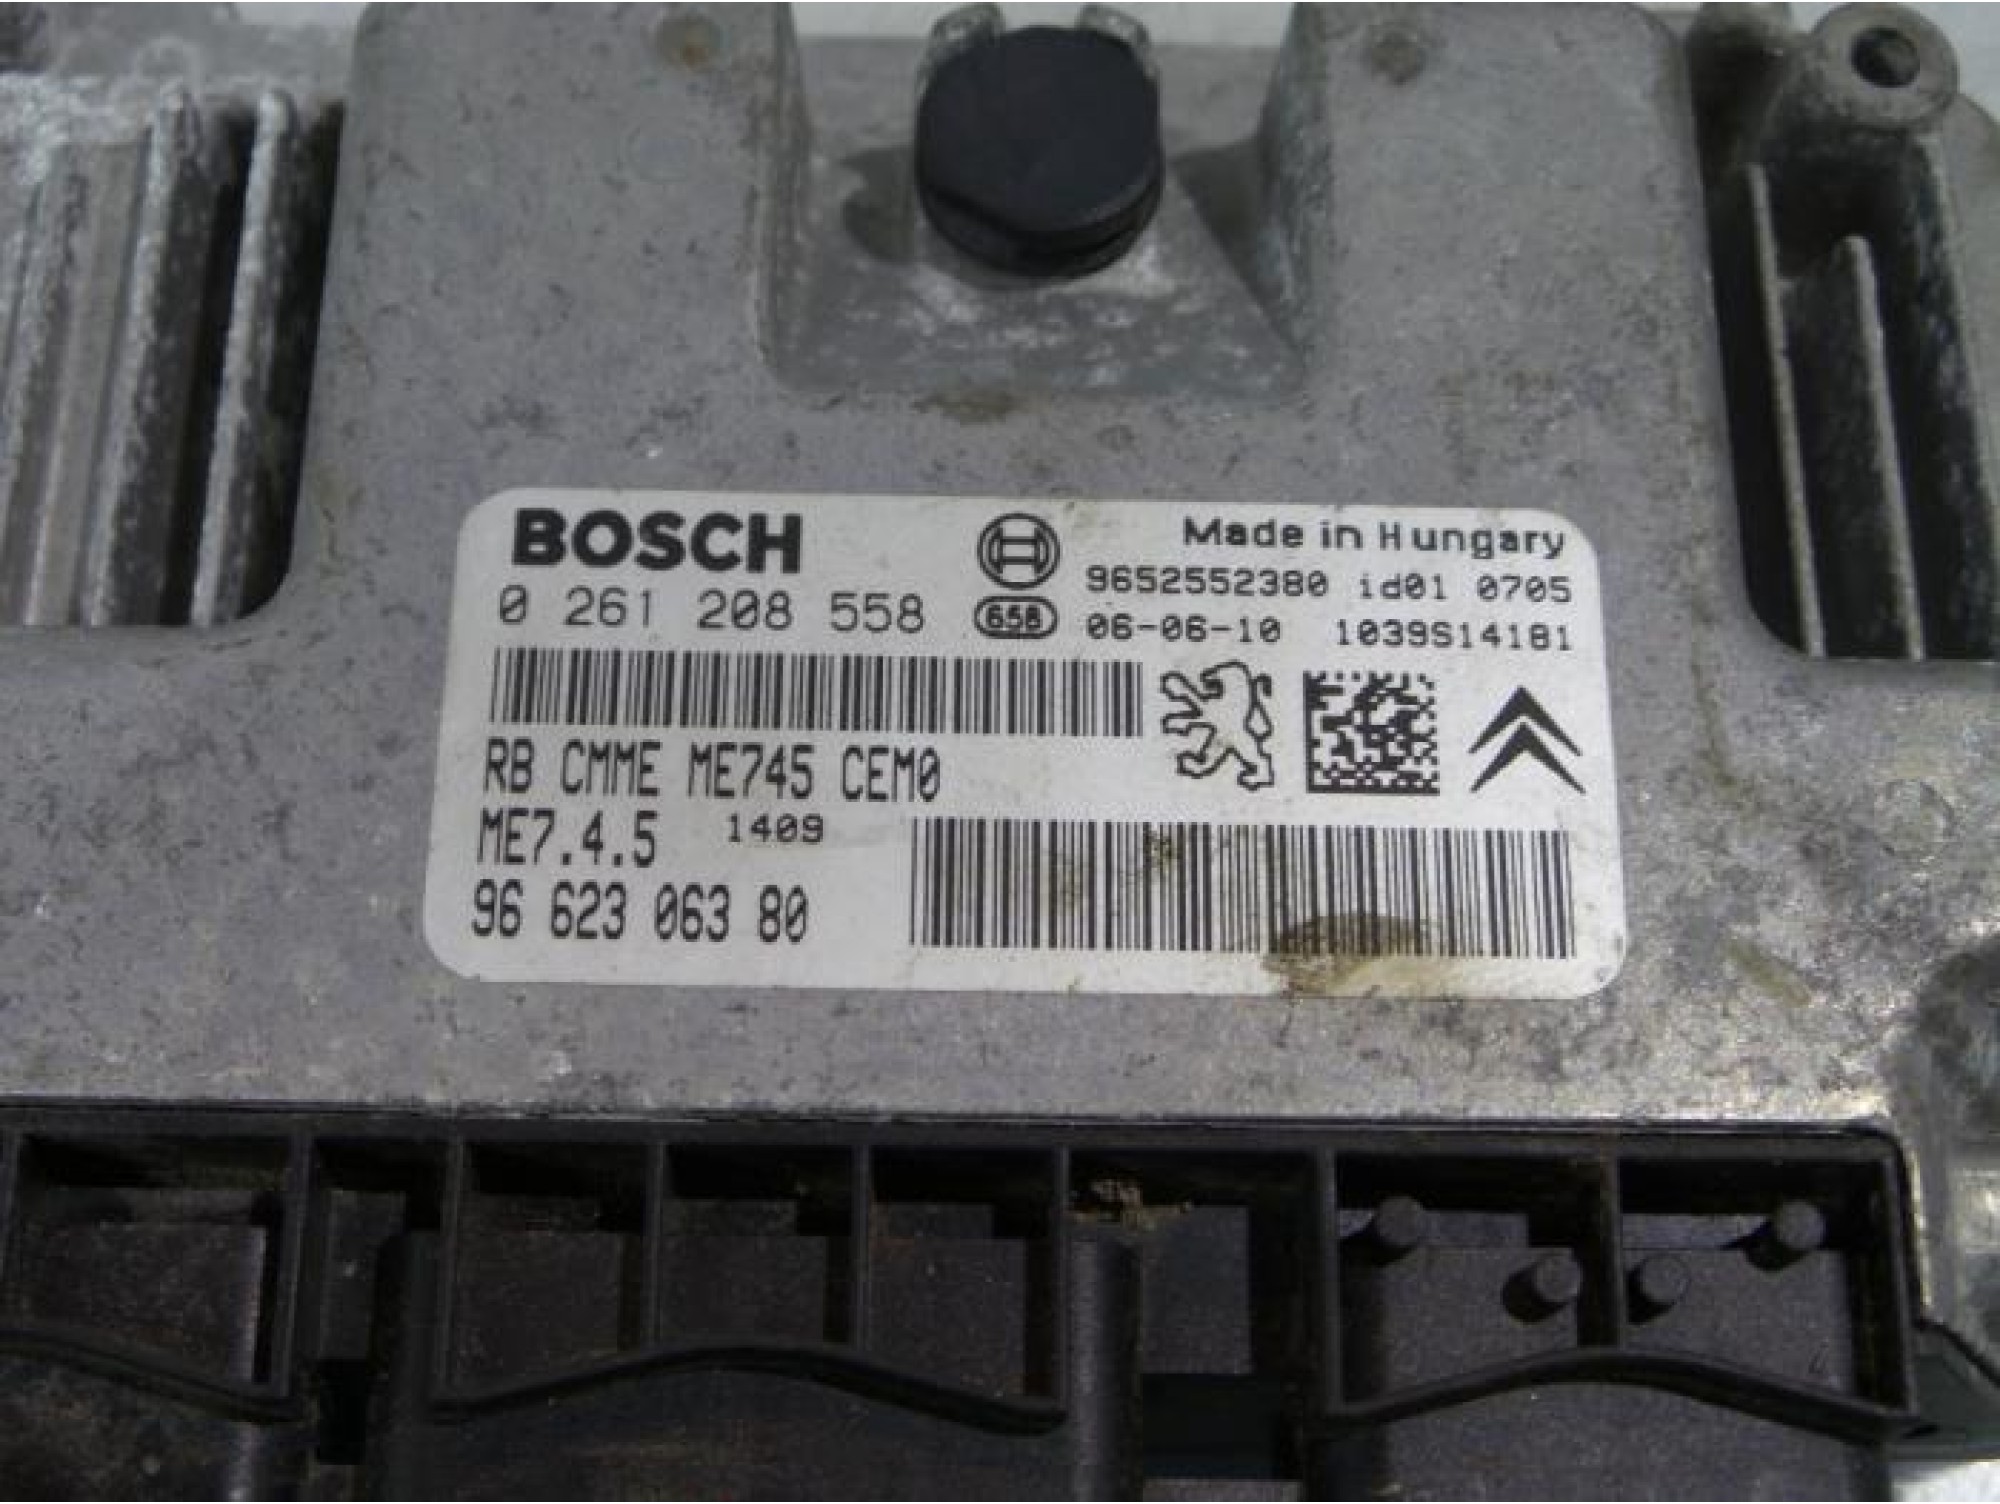 BOSCH
Made in Hungary
9652552380 id01 0705
0 261 208 558
658
06-06-10 1039S14181
RB CMME ME745 CEM0
ME7.4.5 1409
96 623 063 80